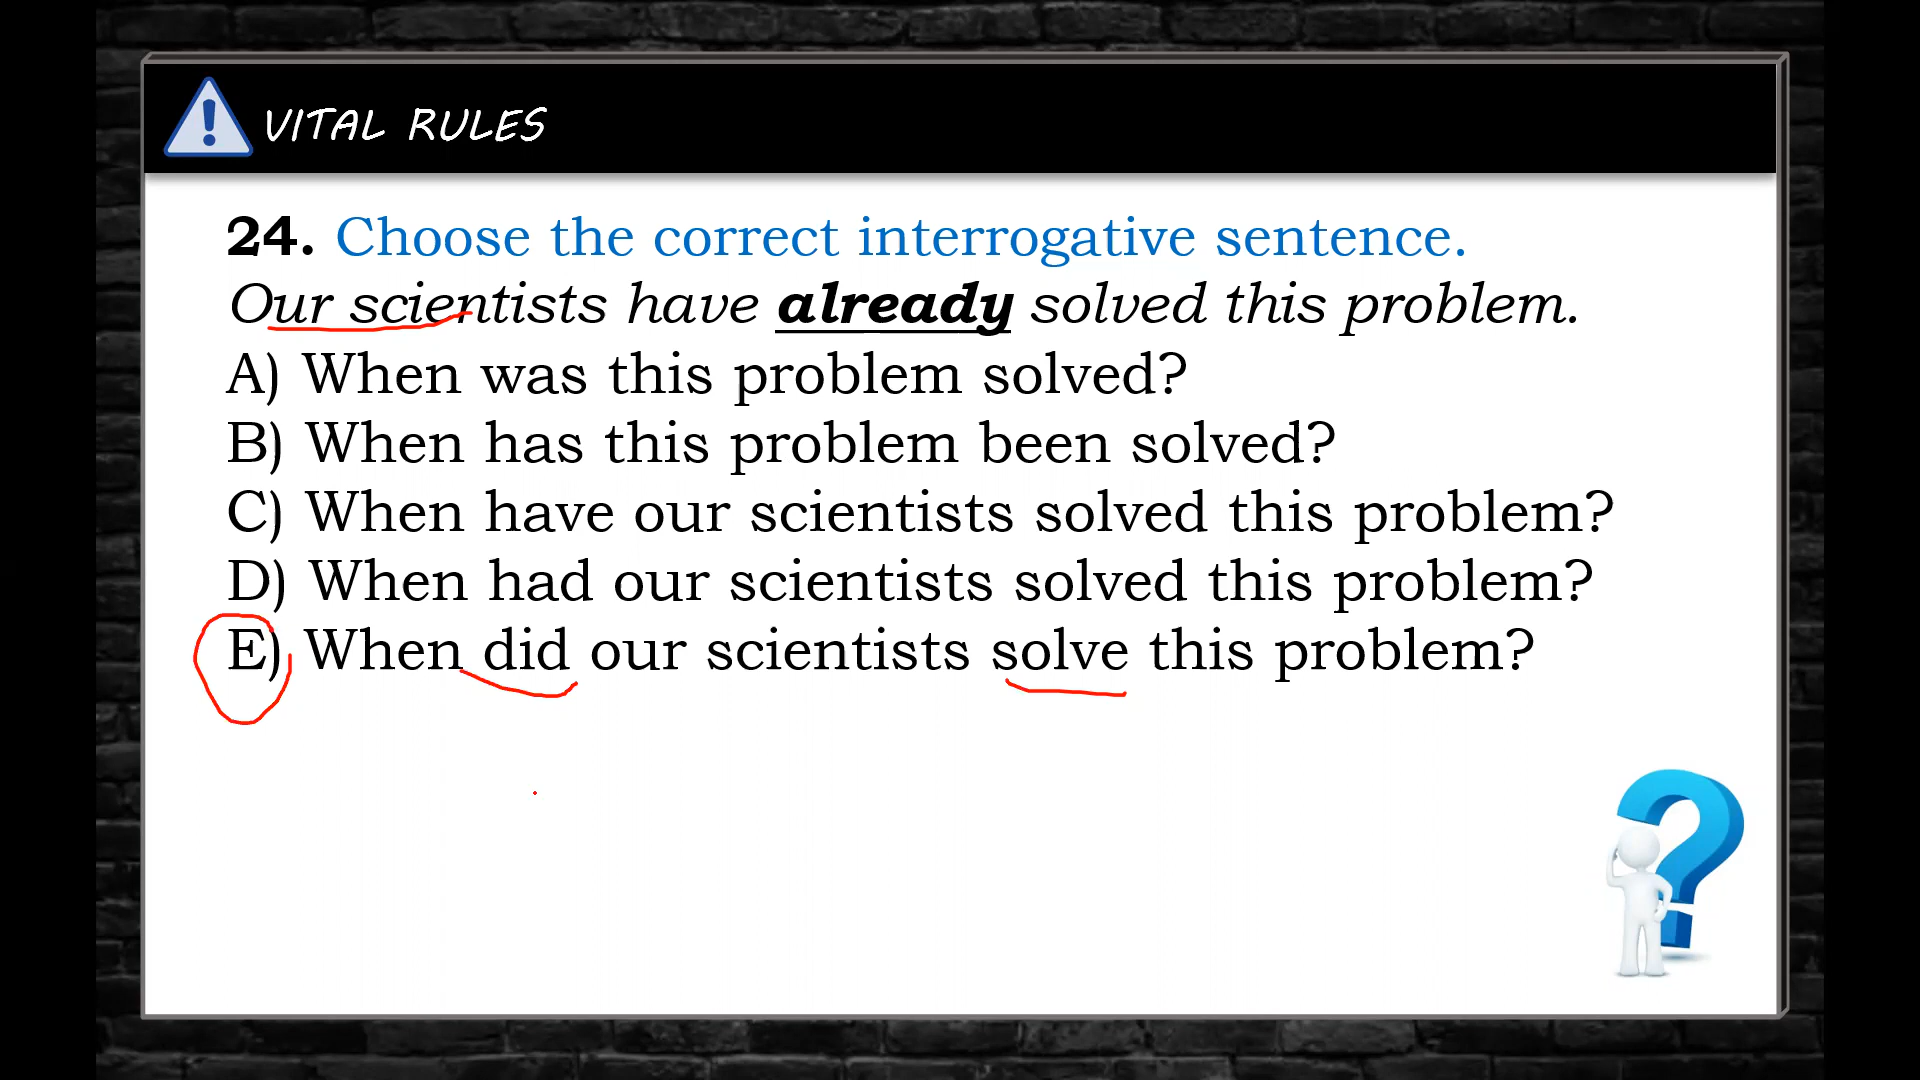 VITAL RULES
24. Choose the correct interrogative sentence.
Our scientists have already solved this problem.
A) When was this problem solved?
B) When has this problem been solved?
C) When have our scientists solved this problem?
D) When had our scientists solved this problem?
E) When did our scientists solve this problem?